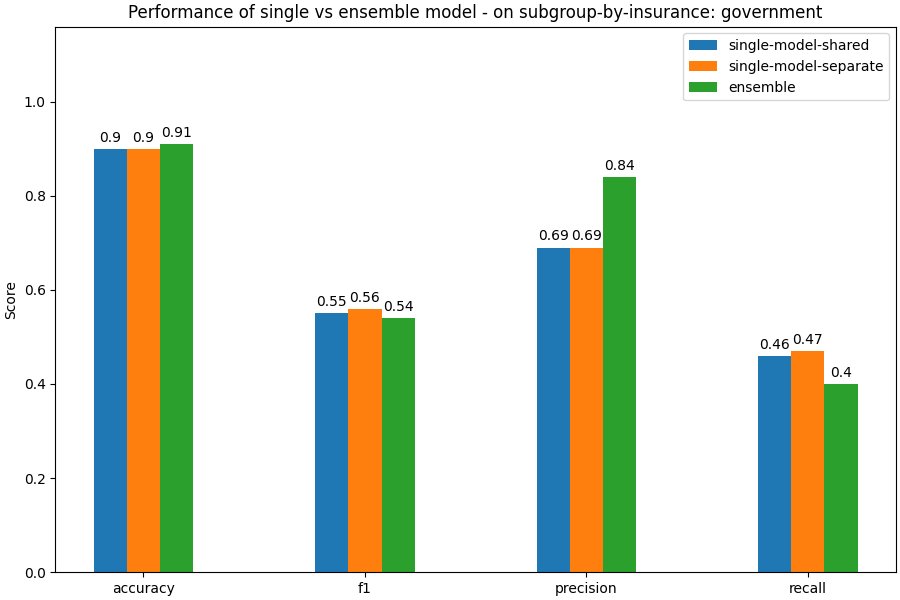 Performance of single vs ensemble model - on subgroup-by-insurance: government
single-model-shared
single-model-separate
ensemble
Score
1.0
0.8
0.6
0.4
0.2
0.0
0.9 0.9 0.91
0.55 0.56 0.54
0.69 0.69 0.84
0.46 0.47 0.4
accuracy f1 precision recall